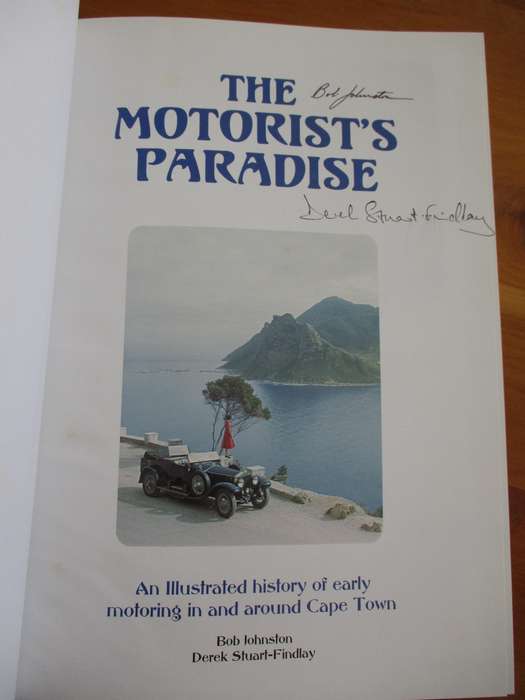 THE
Bob Johnston
MOTORIST'S
PARADISE
Derek Stuart-Findlay
An Illustrated history of early
motoring in and around Cape Town
Bob Johnston
Derek Stuart-Findlay